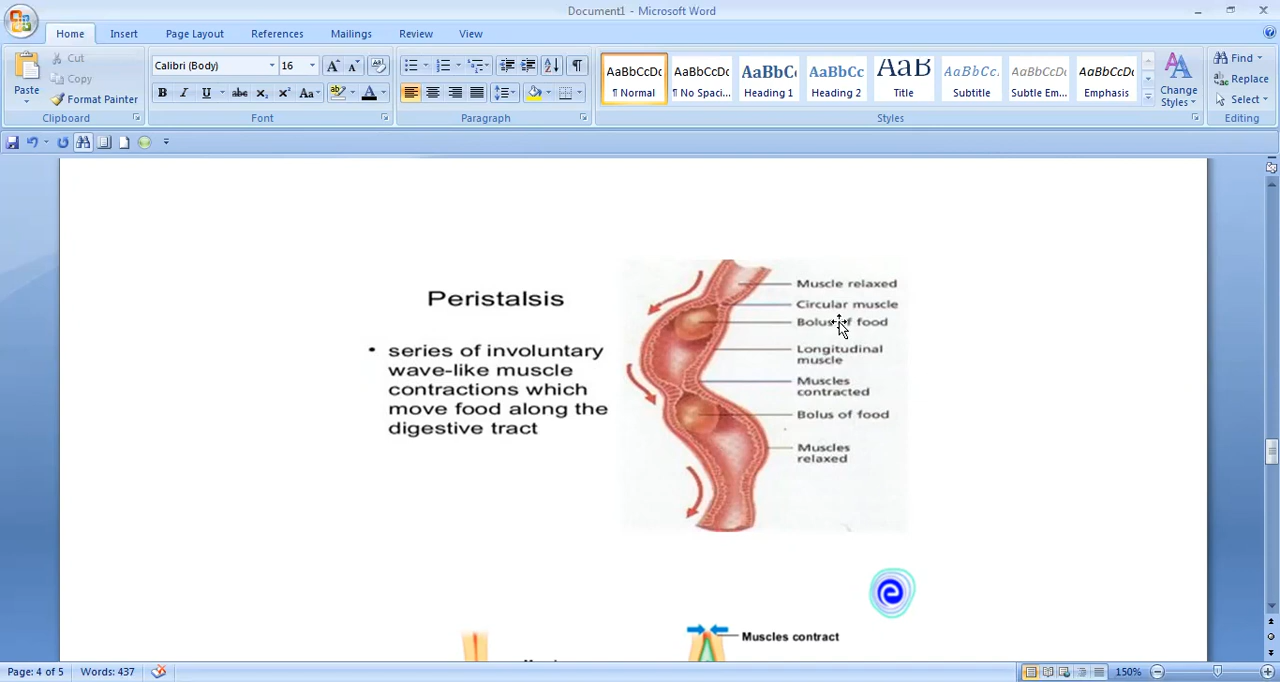 Document1 - Microsoft Word
Home Insert Page Layout References Mailings Review View
Paste
Cut
Copy
Format Painter
Clipboard
Calibri (Body) 16
Font
Paragraph
AaBbCcDc AaBbCcDc AaBbCc AaBbCc AaB AaBbCc. AaBbCcDc AaBbCcDc
¶ Normal ¶ No Spaci... Heading 1 Heading 2 Title Subtitle Subtle Em... Emphasis
Change
Styles
Styles
Find
Replace
Select
Editing
Peristalsis
• series of involuntary
wave-like muscle
contractions which
move food along the
digestive tract
Muscle relaxed
Circular muscle
Bolus of food
Longitudinal
muscle
Muscles
contracted
Bolus of food
Muscles
relaxed
Muscles contract
Page: 4 of 5 Words: 437 150%